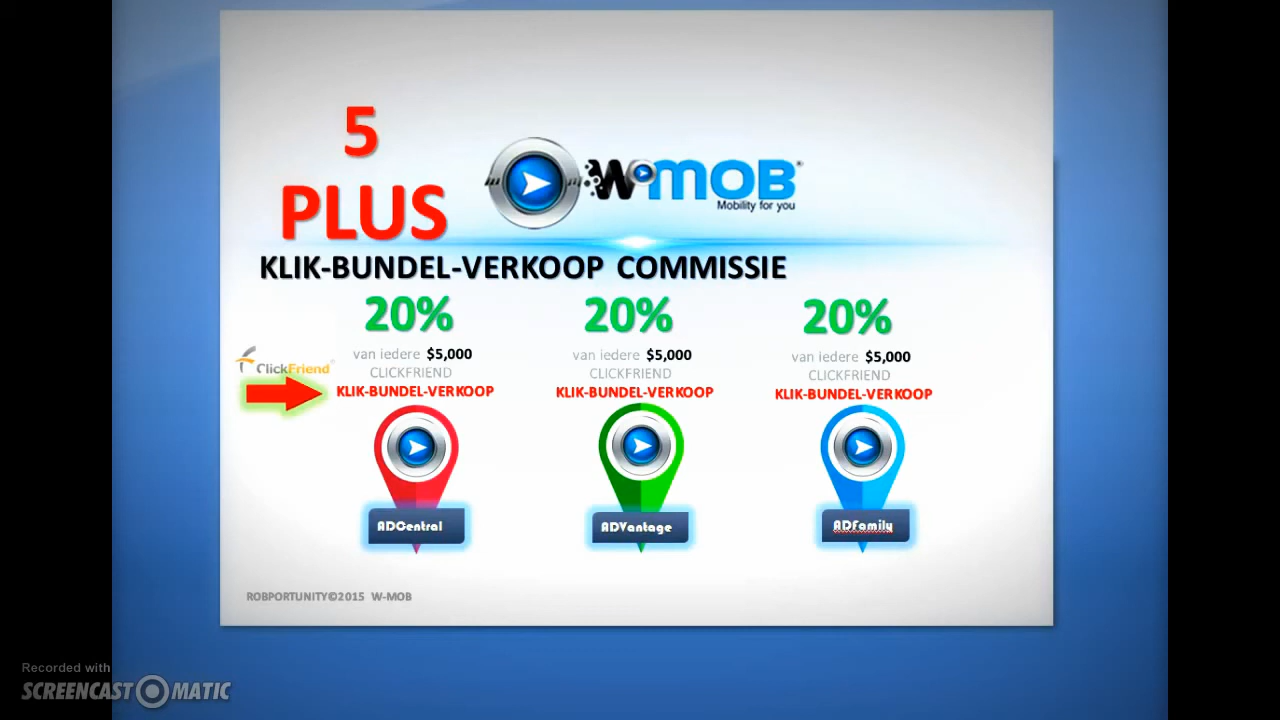 5
PLUS
W-MOB®
Mobility for you
KLIK-BUNDEL-VERKOOP COMMISSIE
20% 20% 20%
van iedere $5,000 van iedere $5,000 van iedere $5,000
ClickFriend CLICKFRIEND CLICKFRIEND CLICKFRIEND
KLIK-BUNDEL-VERKOOP KLIK-BUNDEL-VERKOOP KLIK-BUNDEL-VERKOOP
ADCentral ADVantage ADFamily
ROBPORTUNITY©2015 W-MOB
Recorded with
SCREENCAST MATIC